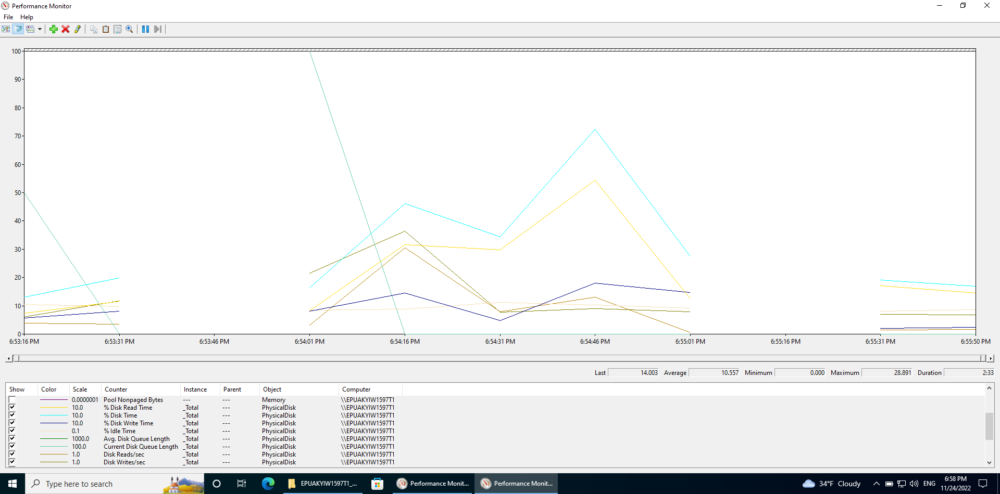 Performance Monitor
File Help
100
90
80
70
60
50
40
30
20
10
0
6:53:16 PM 6:53:31 PM 6:53:46 PM 6:54:01 PM 6:54:16 PM 6:54:31 PM 6:54:46 PM 6:55:01 PM 6:55:16 PM 6:55:31 PM 6:55:50 PM
Last 14.003 Average 10.557 Minimum 0.000 Maximum 28.891 Duration 2:33
Show Color Scale Counter Instance Parent Object Computer
0.0000001 Pool Nonpaged Bytes --- --- Memory \\EPUAKYIW1597T1
10.0 % Disk Read Time _Total --- PhysicalDisk \\EPUAKYIW1597T1
10.0 % Disk Time _Total --- PhysicalDisk \\EPUAKYIW1597T1
10.0 % Disk Write Time _Total --- PhysicalDisk \\EPUAKYIW1597T1
0.1 % Idle Time _Total --- PhysicalDisk \\EPUAKYIW1597T1
1000.0 Avg. Disk Queue Length _Total --- PhysicalDisk \\EPUAKYIW1597T1
100.0 Current Disk Queue Length _Total --- PhysicalDisk \\EPUAKYIW1597T1
1.0 Disk Reads/sec _Total --- PhysicalDisk \\EPUAKYIW1597T1
1.0 Disk Writes/sec _Total --- PhysicalDisk \\EPUAKYIW1597T1
Type here to search EPUAKYIW1597T1_... Performance Monit... Performance Monit... 34°F Cloudy ENG 6:58 PM
11/24/2022